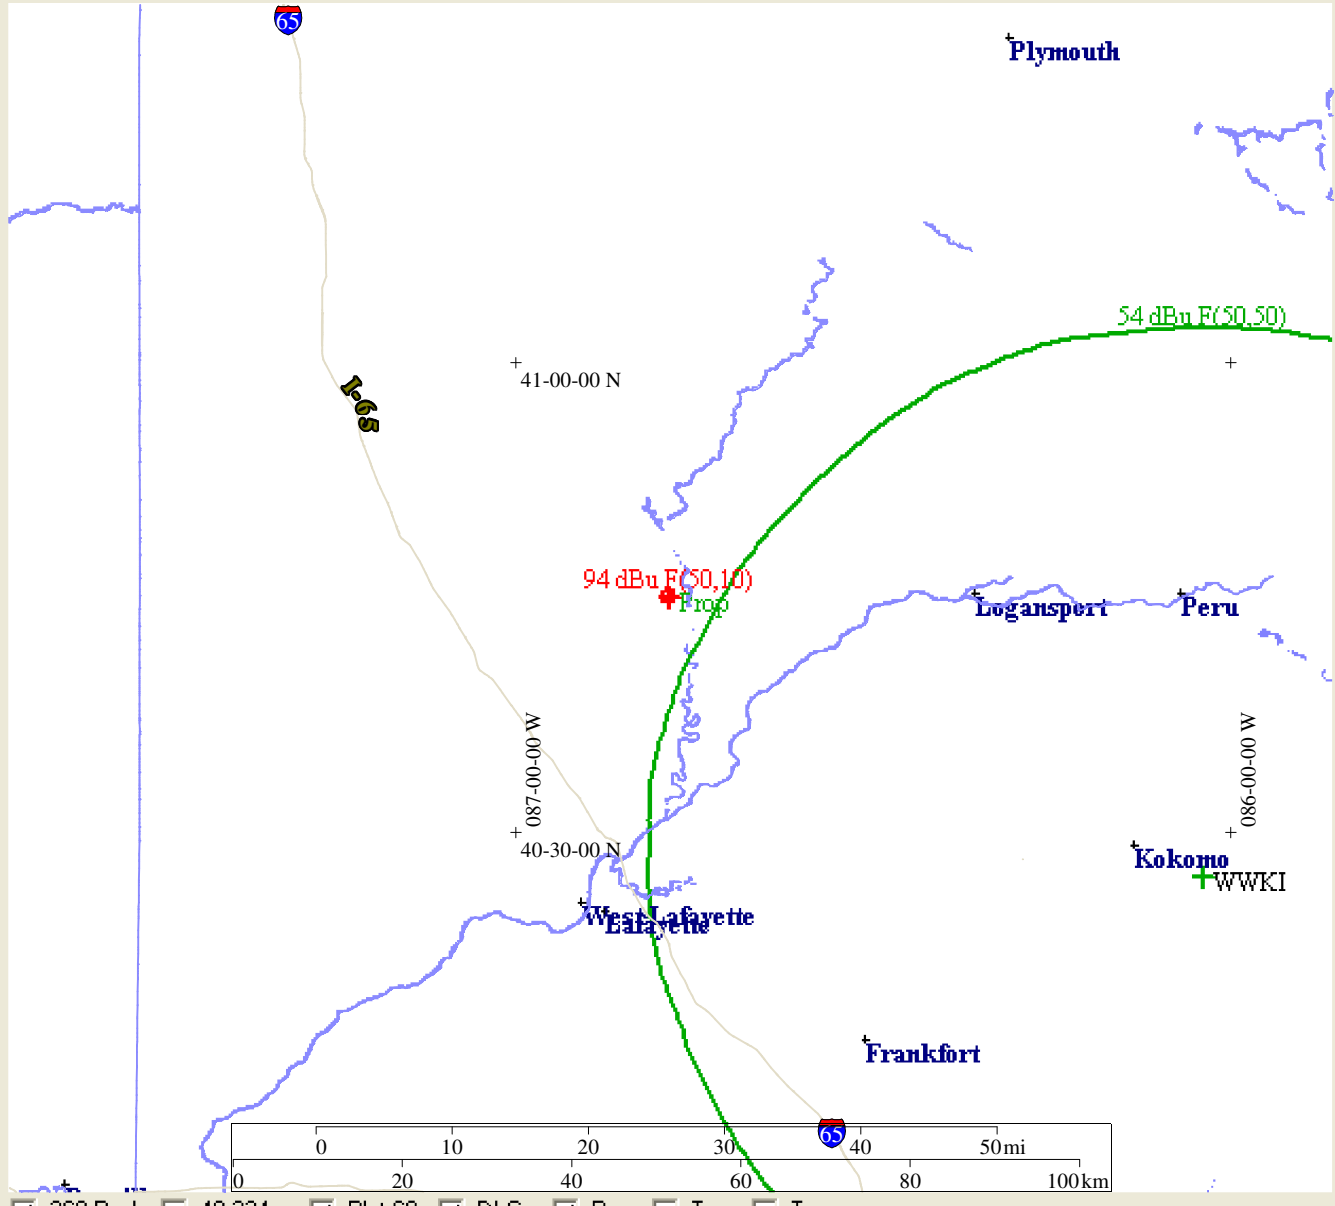 65
Plymouth
54 dBu F(50,50)
41-00-00 N
I-65
94 dBu F(50,10)
Prop
Logansport
Peru
087-00-00 W
086-00-00 W
40-30-00 N
Kokomo
WWKI
West Lafayette
Lafayette
Frankfort
65
0 10 20 30 40 50mi
0 20 40 60 80 100km